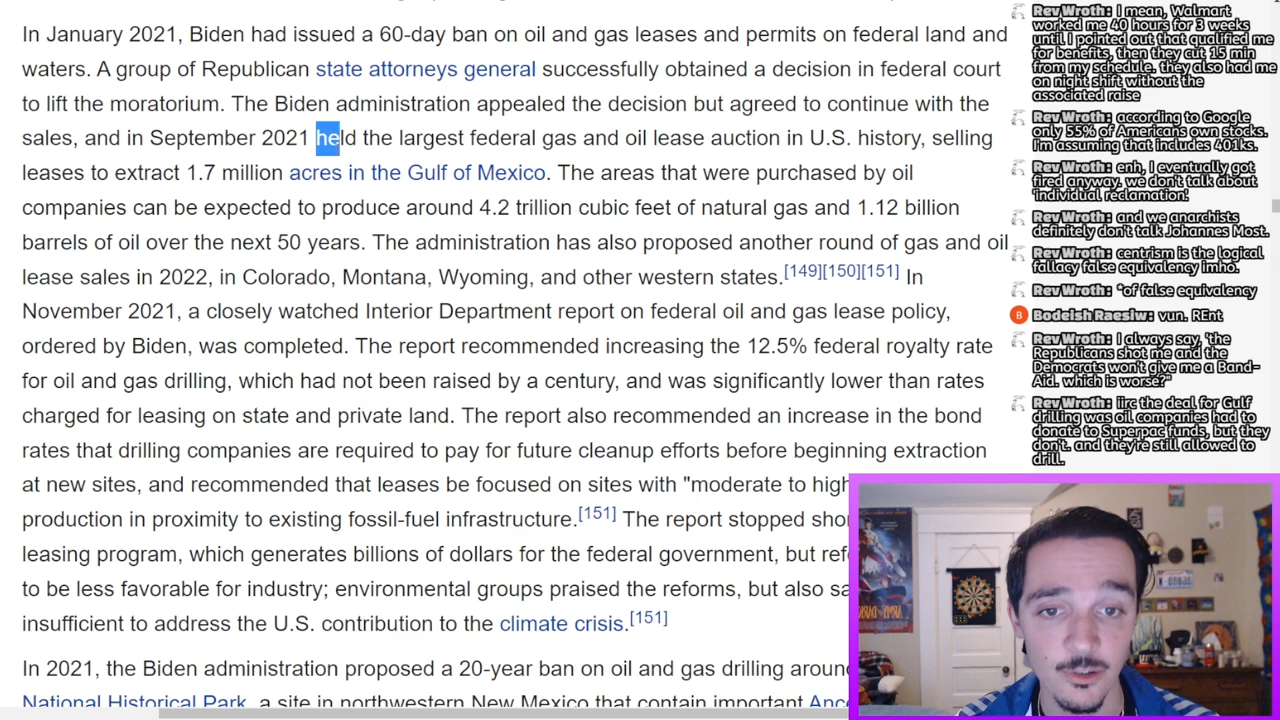 In January 2021, Biden had issued a 60-day ban on oil and gas leases and permits on federal land and
waters. A group of Republican state attorneys general successfully obtained a decision in federal court
to lift the moratorium. The Biden administration appealed the decision but agreed to continue with the
sales, and in September 2021 held the largest federal gas and oil lease auction in U.S. history, selling
leases to extract 1.7 million acres in the Gulf of Mexico. The areas that were purchased by oil
companies can be expected to produce around 4.2 trillion cubic feet of natural gas and 1.12 billion
barrels of oil over the next 50 years. The administration has also proposed another round of gas and oil
lease sales in 2022, in Colorado, Montana, Wyoming, and other western states.[149][150][151] In
November 2021, a closely watched Interior Department report on federal oil and gas lease policy,
ordered by Biden, was completed. The report recommended increasing the 12.5% federal royalty rate
for oil and gas drilling, which had not been raised by a century, and was significantly lower than rates
charged for leasing on state and private land. The report also recommended an increase in the bond
rates that drilling companies are required to pay for future cleanup efforts before beginning extraction
at new sites, and recommended that leases be focused on sites with "moderate to high
production in proximity to existing fossil-fuel infrastructure.[151] The report stopped shor
leasing program, which generates billions of dollars for the federal government, but ref
to be less favorable for industry; environmental groups praised the reforms, but also sa
insufficient to address the U.S. contribution to the climate crisis.[151]
In 2021, the Biden administration proposed a 20-year ban on oil and gas drilling aroun
National Historical Park, a site in northwestern New Mexico that contain important Anc
Rev Wroth: I mean, Walmart
worked me 40 hours for 3 weeks
until I pointed out that qualified me
for benefits, then they cut 15 min
from my schedule. they also had me
on night shift without the
associated raise
Rev Wroth: according to Google
only 55% of Americans own stocks.
I'm assuming that includes 401ks.
Rev Wroth: enh, I eventually got
fired anyway. we don't talk about
'individual reclamation'.
Rev Wroth: and we anarchists
definitely don't talk Johannes Most.
Rev Wroth: centrism is the logical
fallacy false equivalency imho.
Rev Wroth: *of false equivalency
B Bodeish Raesiw: vun. REnt
Rev Wroth: I always say, 'the
Republicans shot me and the
Democrats won't give me a Band-
Aid. which is worse?"
Rev Wroth: iirc the deal for Gulf
drilling was oil companies had to
donate to Superpac funds, but they
don't. and they're still allowed to
drill.